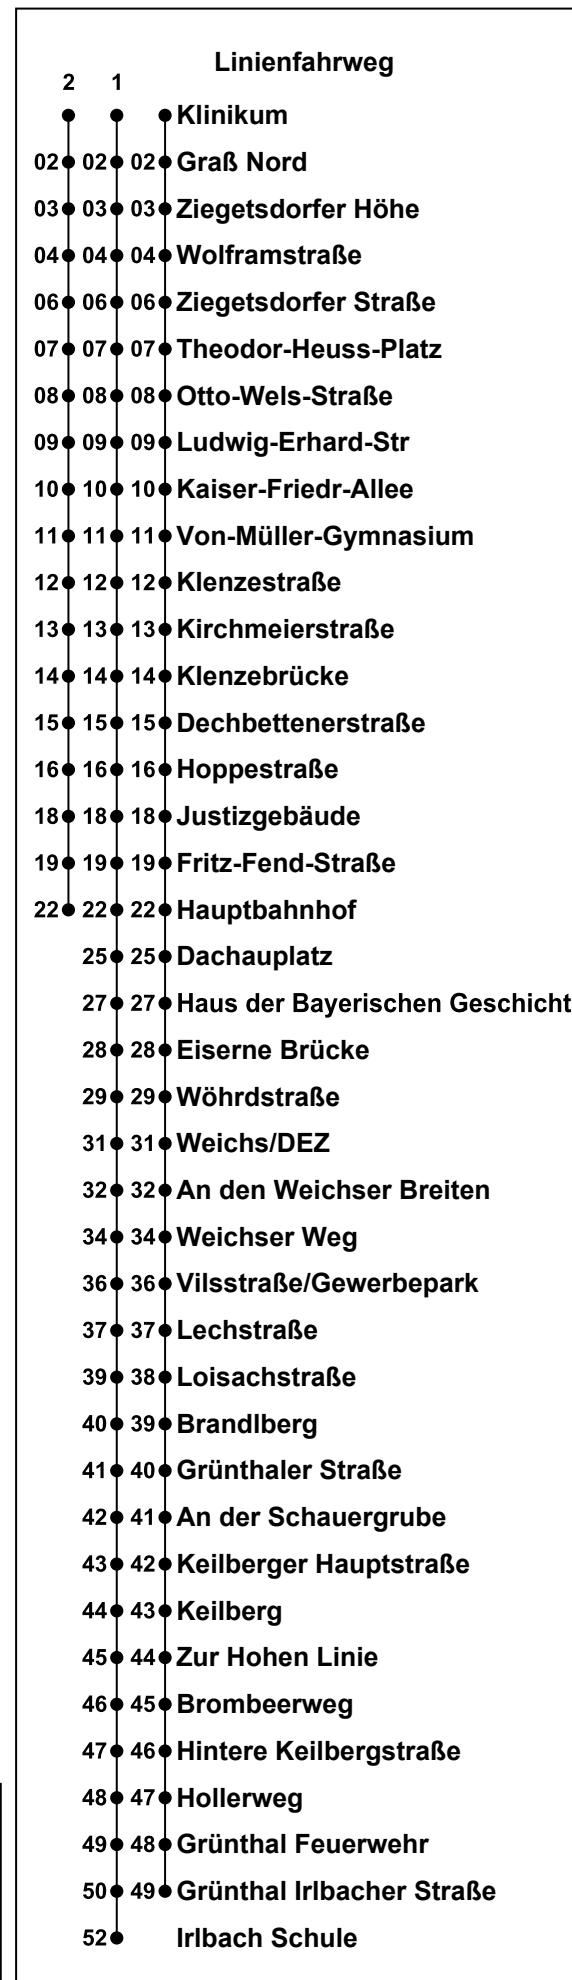 Linienfahrweg
2 1
Klinikum
02 02 02 Graß Nord
03 03 03 Ziegetsdorfer Höhe
04 04 04 Wolframstraße
06 06 06 Ziegetsdorfer Straße
07 07 07 Theodor-Heuss-Platz
08 08 08 Otto-Wels-Straße
09 09 09 Ludwig-Erhard-Str
10 10 10 Kaiser-Friedr-Allee
11 11 11 Von-Müller-Gymnasium
12 12 12 Klenzestraße
13 13 13 Kirchmeierstraße
14 14 14 Klenzebrücke
15 15 15 Dechbettenerstraße
16 16 16 Hoppestraße
18 18 18 Justizgebäude
19 19 19 Fritz-Fend-Straße
22 22 22 Hauptbahnhof
25 25 Dachauplatz
27 27 Haus der Bayerischen Geschicht
28 28 Eiserne Brücke
29 29 Wöhrdstraße
31 31 Weichs/DEZ
32 32 An den Weichser Breiten
34 34 Weichser Weg
36 36 Vilsstraße/Gewerbepark
37 37 Lechstraße
39 38 Loisachstraße
40 39 Brandlberg
41 40 Grünthaler Straße
42 41 An der Schauergrube
43 42 Keilberger Hauptstraße
44 43 Keilberg
45 44 Zur Hohen Linie
46 45 Brombeerweg
47 46 Hintere Keilbergstraße
48 47 Hollerweg
49 48 Grünthal Feuerwehr
50 49 Grünthal Irlbacher Straße
52 Irlbach Schule